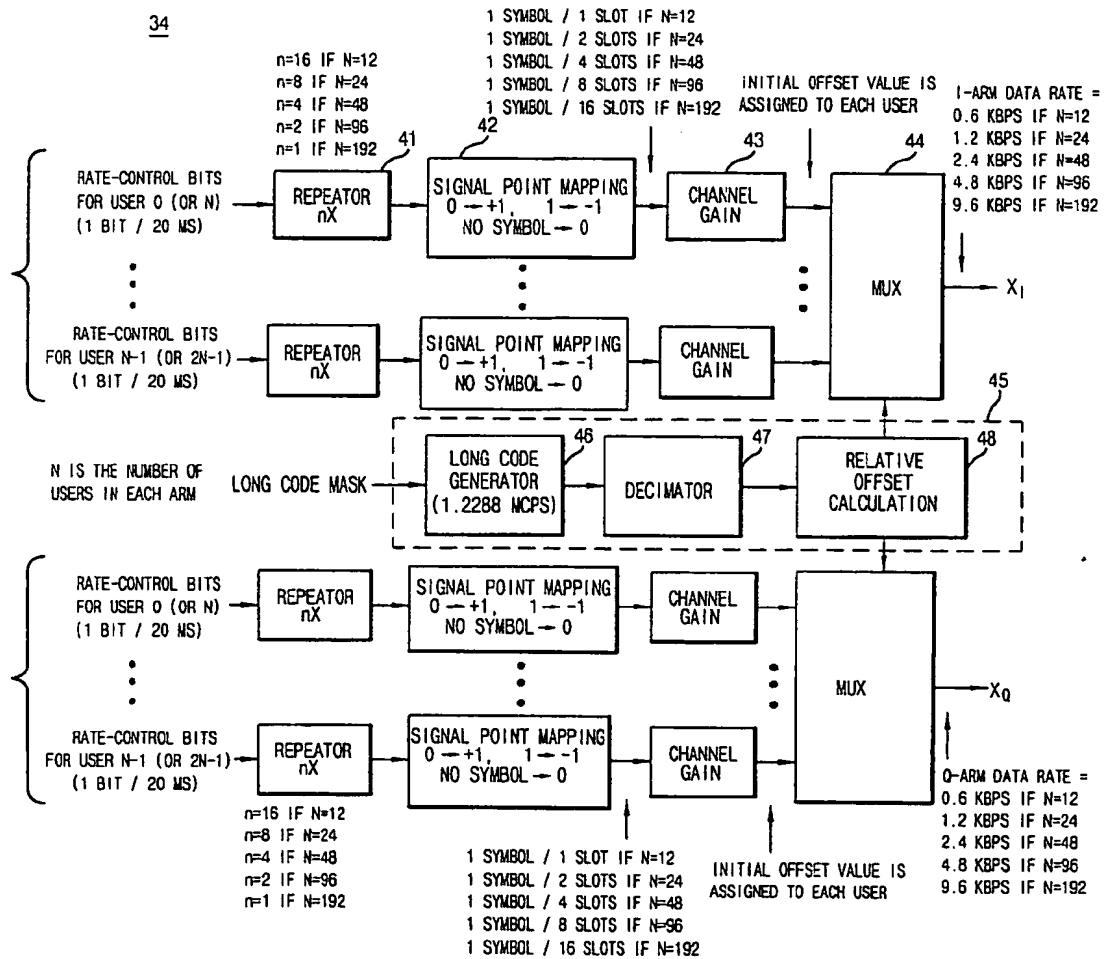 34
n=16 IF N=12
n=8 IF N=24
n=4 IF N=48
n=2 IF N=96
n=1 IF N=192
1 SYMBOL / 1 SLOT IF N=12
1 SYMBOL / 2 SLOTS IF N=24
1 SYMBOL / 4 SLOTS IF N=48
1 SYMBOL / 8 SLOTS IF N=96
1 SYMBOL / 16 SLOTS IF N=192
INITIAL OFFSET VALUE IS
ASSIGNED TO EACH USER
I-ARM DATA RATE =
0.6 KBPS IF N=12
1.2 KBPS IF N=24
2.4 KBPS IF N=48
4.8 KBPS IF N=96
9.6 KBPS IF N=192
41
42
43
44
RATE-CONTROL BITS
FOR USER 0 (OR N)
(1 BIT / 20 MS)
REPEATOR
nX
SIGNAL POINT MAPPING
0→+1, 1→-1
NO SYMBOL→0
CHANNEL
GAIN
MUX
XI
RATE-CONTROL BITS
FOR USER N-1 (OR 2N-1)
(1 BIT / 20 MS)
REPEATOR
nX
SIGNAL POINT MAPPING
0→+1, 1→-1
NO SYMBOL→0
CHANNEL
GAIN
45
N IS THE NUMBER OF
USERS IN EACH ARM
LONG CODE MASK
46
LONG CODE
GENERATOR
(1.2288 MCPS)
47
DECIMATOR
48
RELATIVE
OFFSET
CALCULATION
RATE-CONTROL BITS
FOR USER 0 (OR N)
(1 BIT / 20 MS)
REPEATOR
nX
SIGNAL POINT MAPPING
0→+1, 1→-1
NO SYMBOL→0
CHANNEL
GAIN
MUX
XQ
RATE-CONTROL BITS
FOR USER N-1 (OR 2N-1)
(1 BIT / 20 MS)
REPEATOR
nX
SIGNAL POINT MAPPING
0→+1, 1→-1
NO SYMBOL→0
CHANNEL
GAIN
n=16 IF N=12
n=8 IF N=24
n=4 IF N=48
n=2 IF N=96
n=1 IF N=192
1 SYMBOL / 1 SLOT IF N=12
1 SYMBOL / 2 SLOTS IF N=24
1 SYMBOL / 4 SLOTS IF N=48
1 SYMBOL / 8 SLOTS IF N=96
1 SYMBOL / 16 SLOTS IF N=192
INITIAL OFFSET VALUE IS
ASSIGNED TO EACH USER
Q-ARM DATA RATE =
0.6 KBPS IF N=12
1.2 KBPS IF N=24
2.4 KBPS IF N=48
4.8 KBPS IF N=96
9.6 KBPS IF N=192